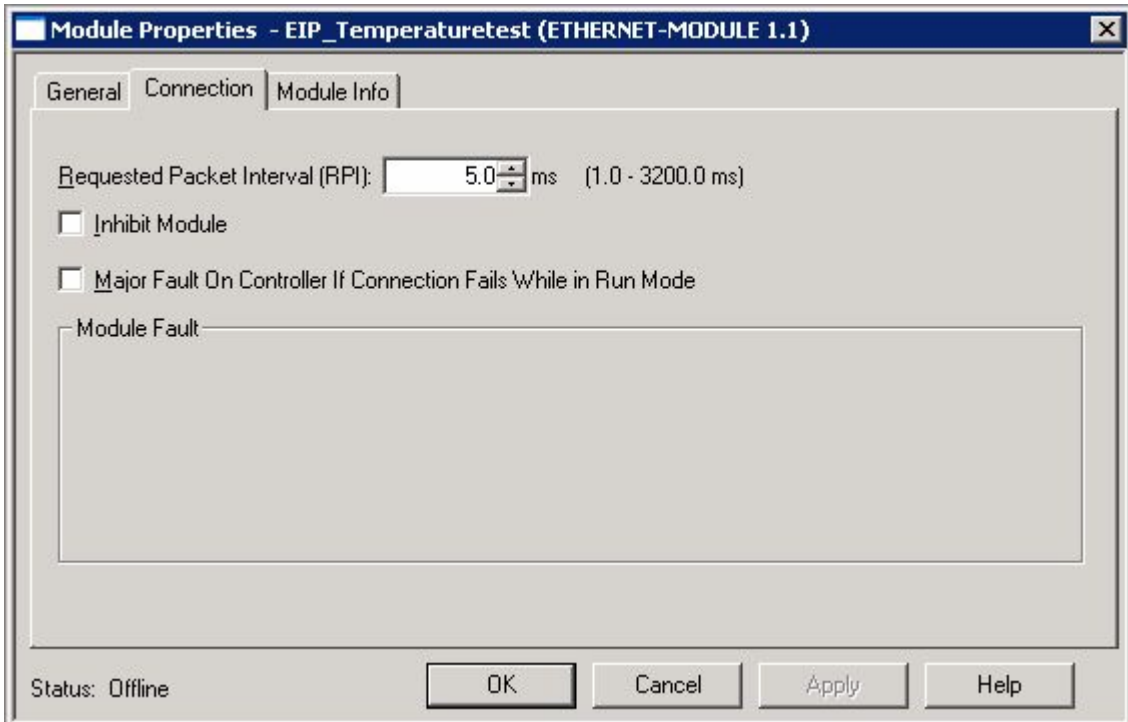 Module Properties - EIP_Temperaturetest (ETHERNET-MODULE 1.1)
General Connection Module Info
Requested Packet Interval (RPI): 5.0 ms (1.0 - 3200.0 ms)
Inhibit Module
Major Fault On Controller If Connection Fails While in Run Mode
Module Fault
Status: Offline OK Cancel Apply Help